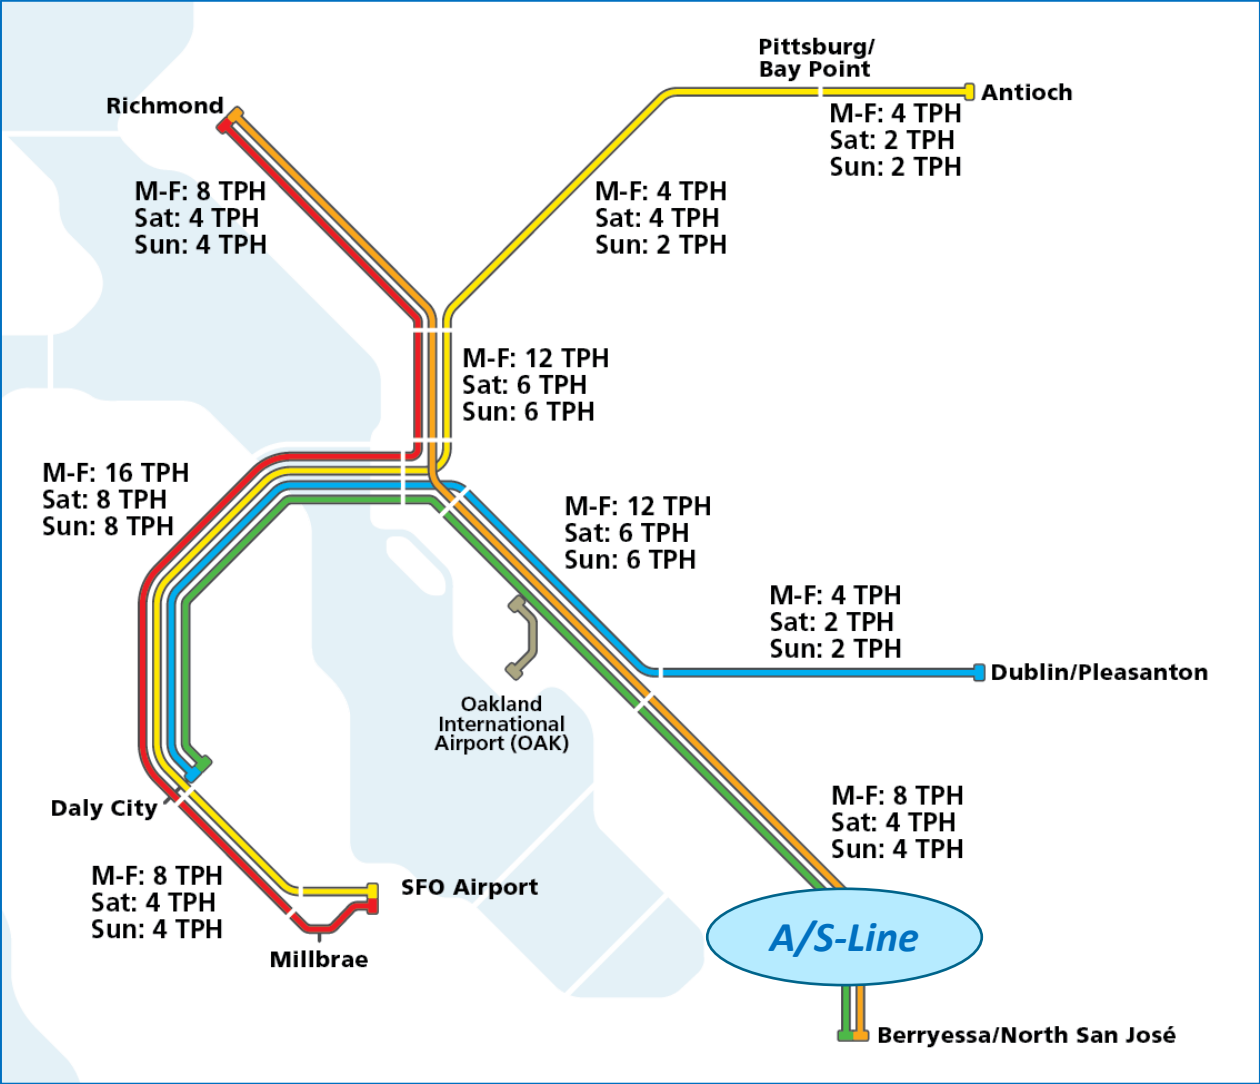 Pittsburg/
Bay Point
Antioch
M-F: 4 TPH
Sat: 2 TPH
Sun: 2 TPH
Richmond
M-F: 8 TPH
Sat: 4 TPH
Sun: 4 TPH
M-F: 4 TPH
Sat: 4 TPH
Sun: 2 TPH
M-F: 12 TPH
Sat: 6 TPH
Sun: 6 TPH
M-F: 16 TPH
Sat: 8 TPH
Sun: 8 TPH
M-F: 12 TPH
Sat: 6 TPH
Sun: 6 TPH
M-F: 4 TPH
Sat: 2 TPH
Sun: 2 TPH
Dublin/Pleasanton
Oakland
International
Airport (OAK)
Daly City
M-F: 8 TPH
Sat: 4 TPH
Sun: 4 TPH
M-F: 8 TPH
Sat: 4 TPH
Sun: 4 TPH
SFO Airport
Millbrae
A/S-Line
Berryessa/North San José